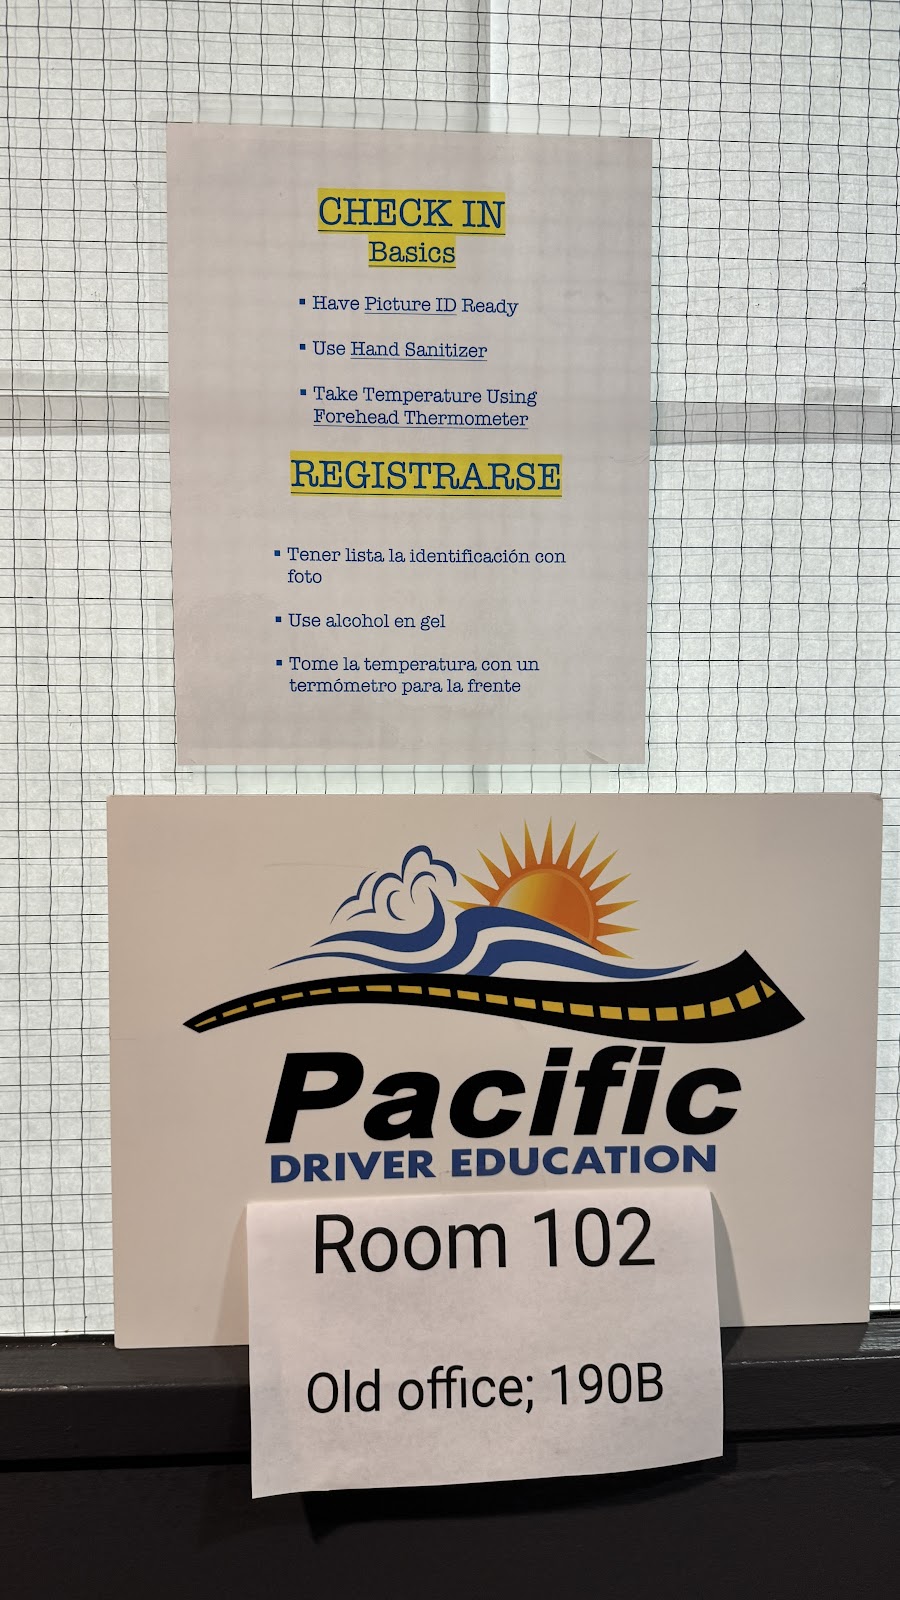 CHECK IN
Basics
▪ Have Picture ID Ready
▪ Use Hand Sanitizer
▪ Take Temperature Using
Forehead Thermometer
REGISTRARSE
▪ Tener lista la identificación con
foto
▪ Use alcohol en gel
▪ Tome la temperatura con un
termómetro para la frente
Pacific
DRIVER EDUCATION
Room 102
Old office; 190B